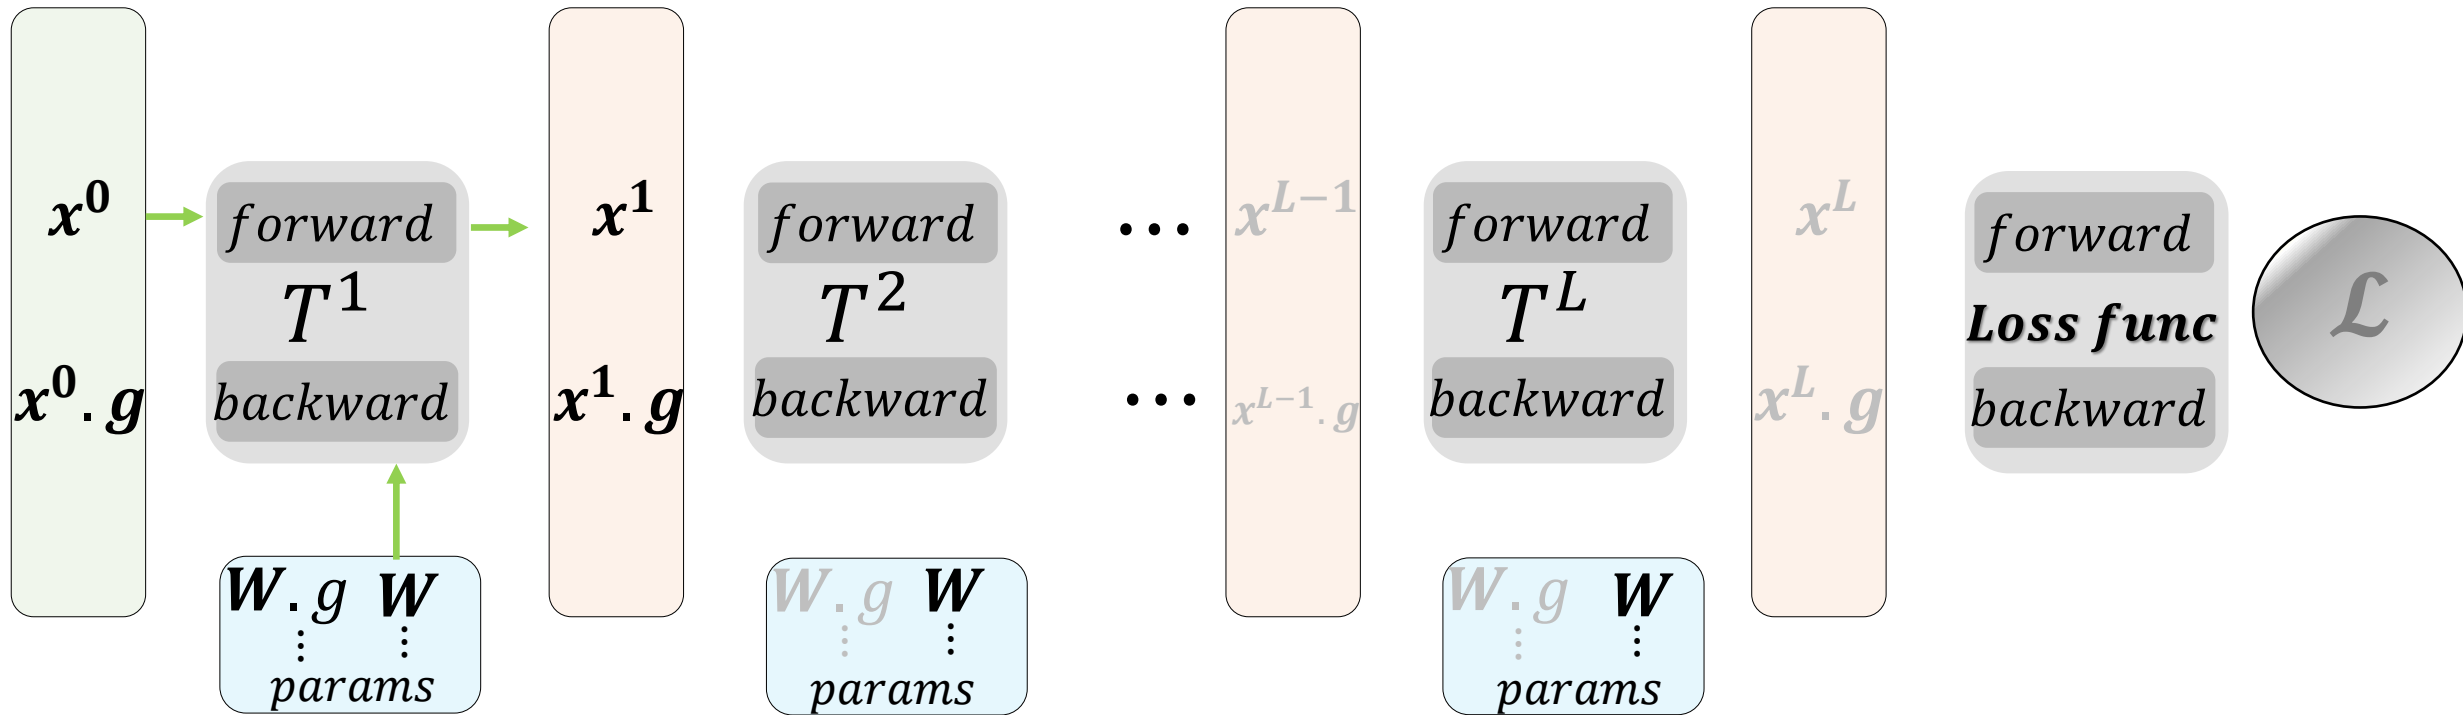 x^0
x^0.g
forward
T^1
backward
W.g W
⋮ ⋮
params
x^1
x^1.g
forward
T^2
backward
W.g W
⋮ ⋮
params
...
...
x^{L-1}
x^{L-1}.g
forward
T^L
backward
W.g W
⋮ ⋮
params
x^L
x^L.g
forward
Loss func
backward
ℒ